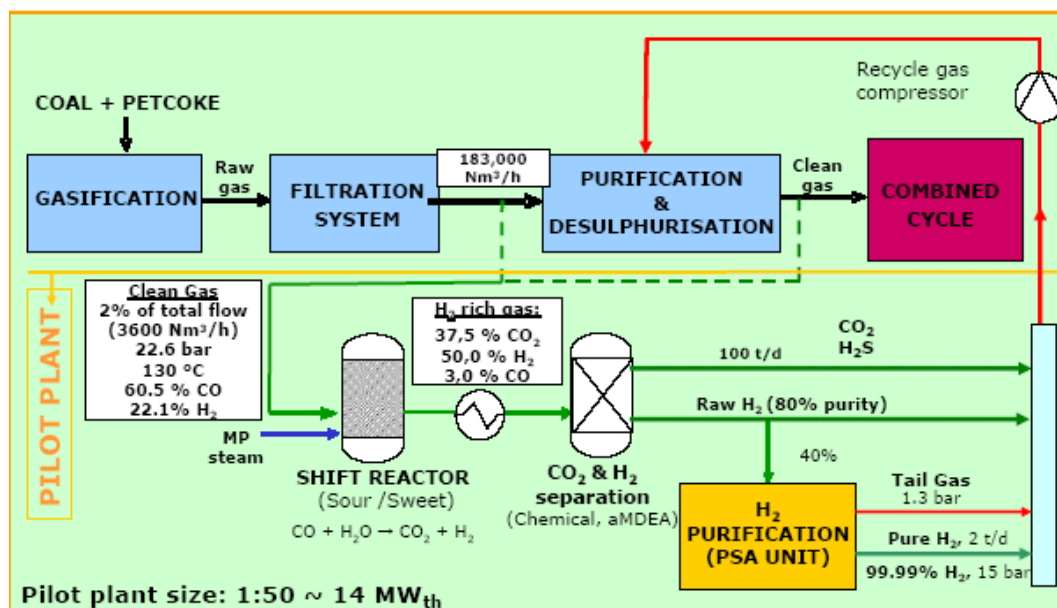 Recycle gas
compressor
COAL + PETCOKE
GASIFICATION
Raw
gas
FILTRATION
SYSTEM
183,000
Nm³/h
PURIFICATION
&
DESULPHURISATION
Clean
gas
COMBINED
CYCLE
PILOT PLANT
Clean Gas
2% of total flow
(3600 Nm³/h)
22.6 bar
130 ºC
60.5 % CO
22.1% H₂
H₂ rich gas:
37,5 % CO₂
50,0 % H₂
3,0 % CO
CO₂
H₂S
100 t/d
Raw H₂ (80% purity)
40%
MP
steam
SHIFT REACTOR
(Sour /Sweet)
CO + H₂O → CO₂ + H₂
CO₂ & H₂
separation
(Chemical, aMDEA)
H₂
PURIFICATION
(PSA UNIT)
Tail Gas
1.3 bar
Pure H₂, 2 t/d
99.99% H₂, 15 bar
Pilot plant size: 1:50 ~ 14 MWₜₕ